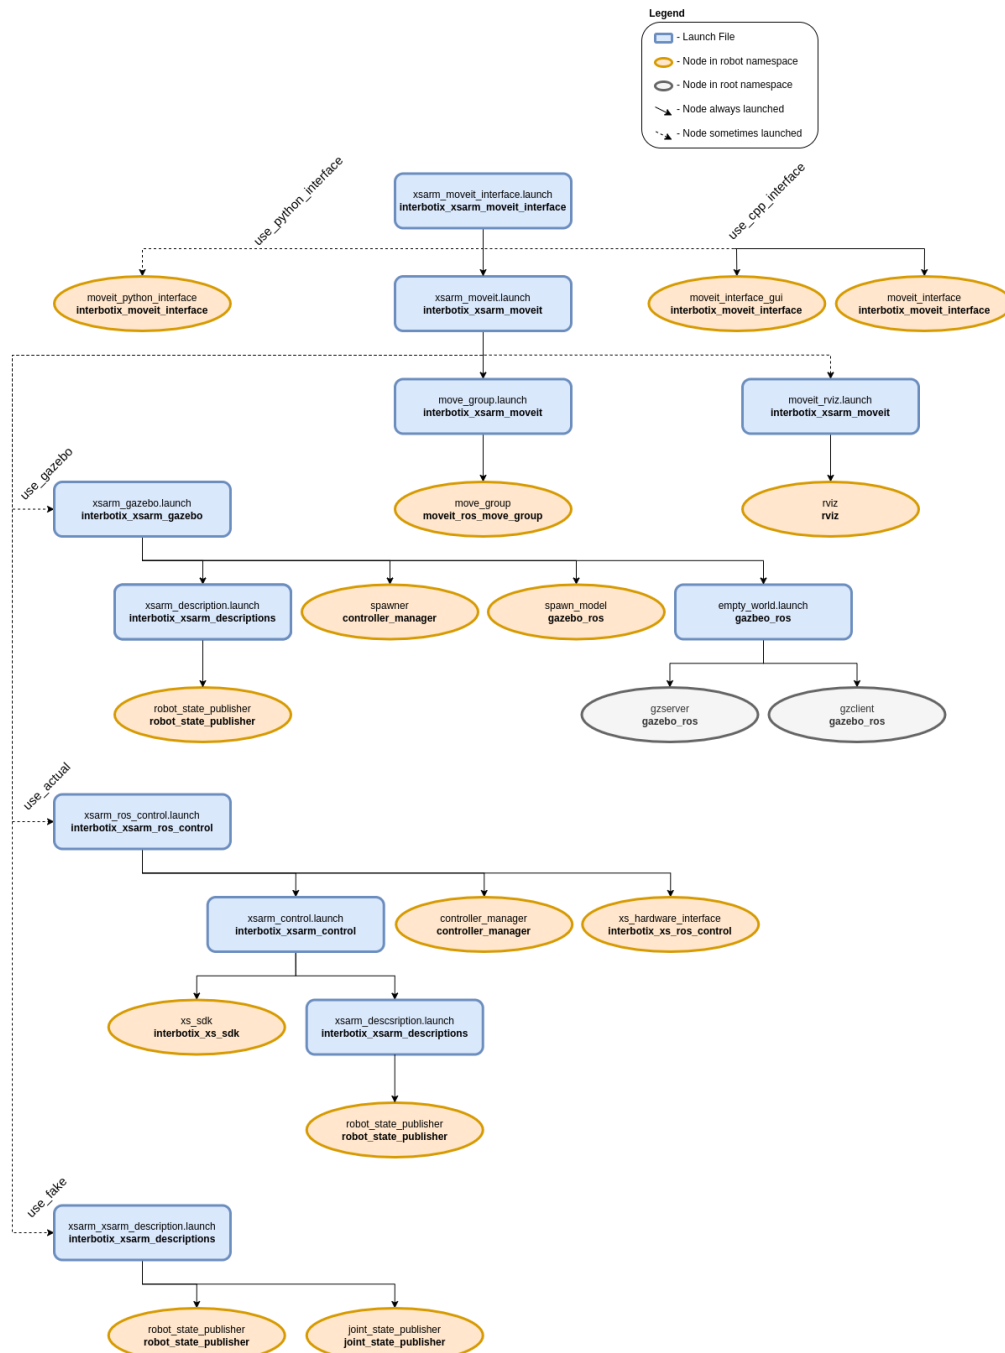 Legend
- Launch File
- Node in robot namespace
- Node in root namespace
- Node always launched
- Node sometimes launched
use_python_interface
use_cpp_interface
xsarm_moveit_interface.launch
interbotix_xsarm_moveit_interface
moveit_python_interface
interbotix_moveit_interface
xsarm_moveit.launch
interbotix_xsarm_moveit
moveit_interface_gui
interbotix_moveit_interface
moveit_interface
interbotix_moveit_interface
move_group.launch
interbotix_xsarm_moveit
moveit_rviz.launch
interbotix_xsarm_moveit
use_gazebo
xsarm_gazebo.launch
interbotix_xsarm_gazebo
move_group
moveit_ros_move_group
rviz
rviz
xsarm_description.launch
interbotix_xsarm_descriptions
spawner
controller_manager
spawn_model
gazebo_ros
empty_world.launch
gazbeo_ros
robot_state_publisher
robot_state_publisher
gzserver
gazebo_ros
gzclient
gazebo_ros
use_actual
xsarm_ros_control.launch
interbotix_xsarm_ros_control
xsarm_control.launch
interbotix_xsarm_control
controller_manager
controller_manager
xs_hardware_interface
interbotix_xs_ros_control
xs_sdk
interbotix_xs_sdk
xsarm_descsription.launch
interbotix_xsarm_descriptions
robot_state_publisher
robot_state_publisher
use_fake
xsarm_xsarm_description.launch
interbotix_xsarm_descriptions
robot_state_publisher
robot_state_publisher
joint_state_publisher
joint_state_publisher